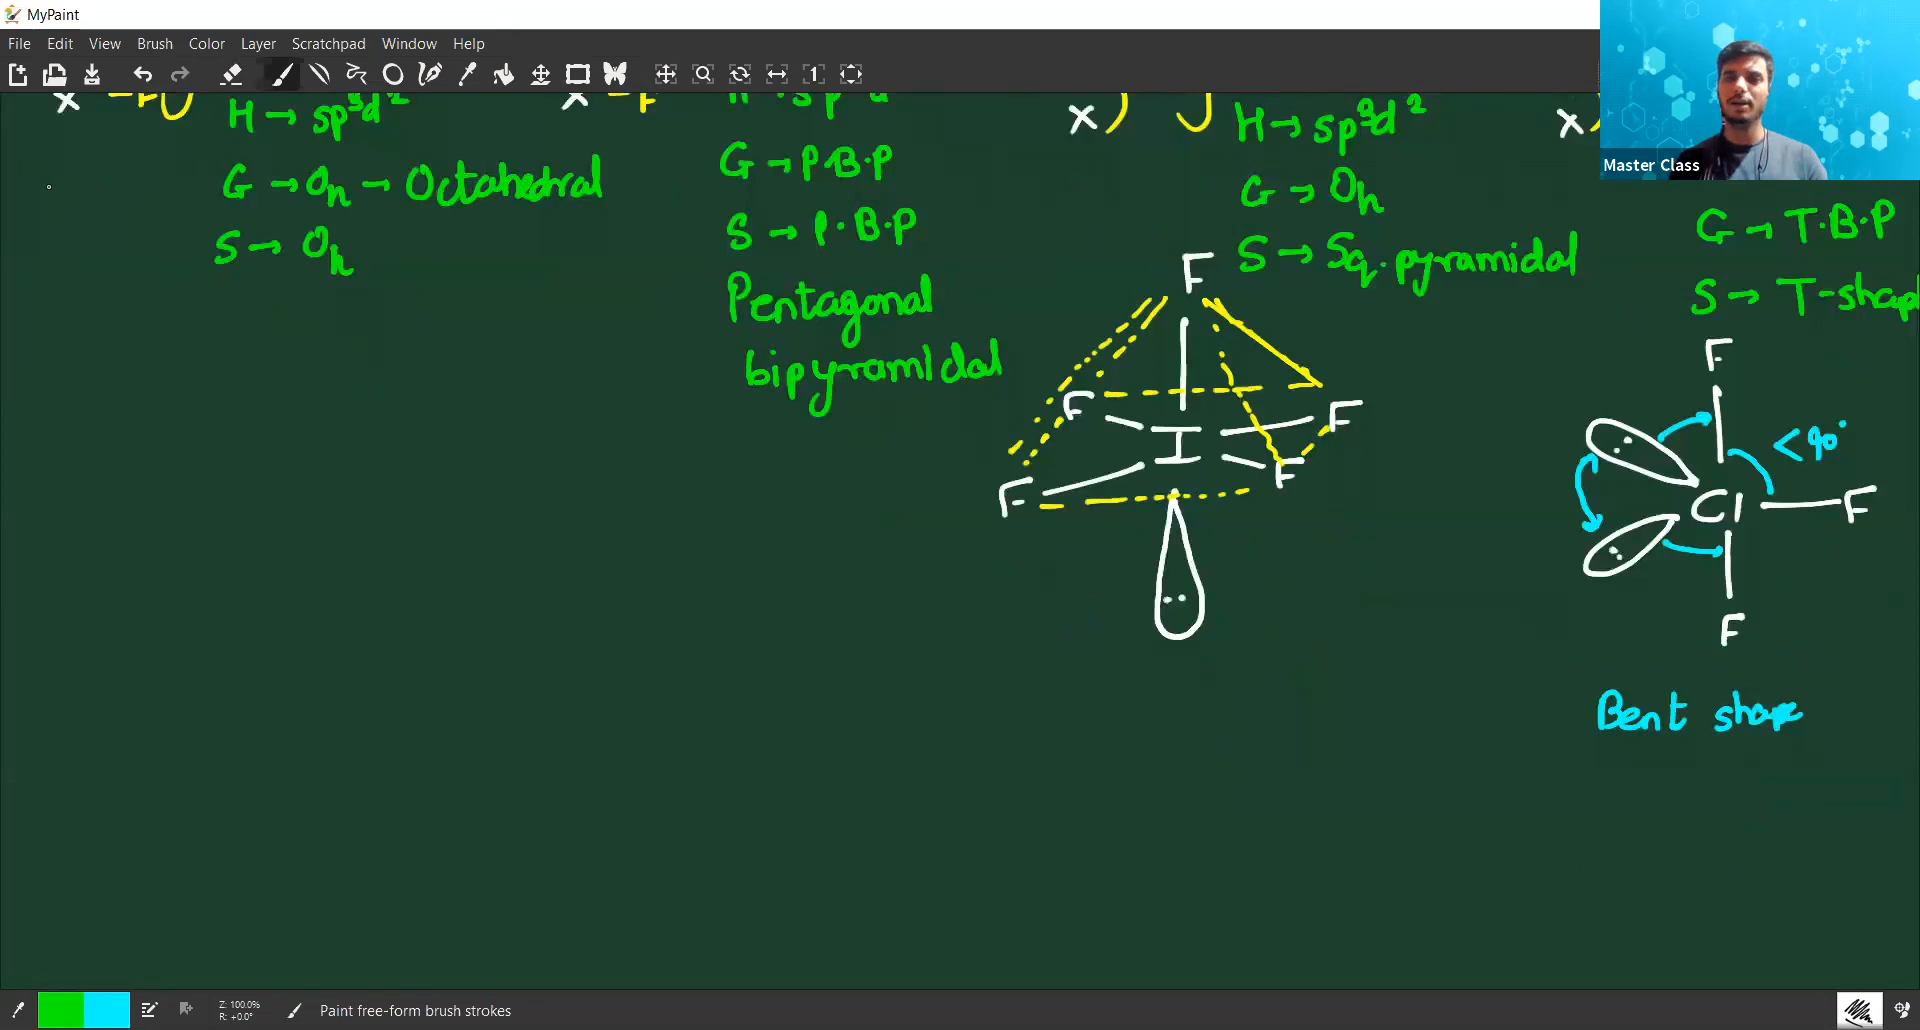 MyPaint
File Edit View Brush Color Layer Scratchpad Window Help
Master Class
H → sp³d²
G → Oh → Octahedral
S → Oh
G → P.B.P
S → P.B.P
Pentagonal
bipyramidal
H → sp³d²
G → Oh
S → Sq. pyramidal
F
F F
I
F F
G → T.B.P
S → T-shap
F
<90°
Cl F
F
Bent shape
Z: 100.0%
R: +0.0°
Paint free-form brush strokes